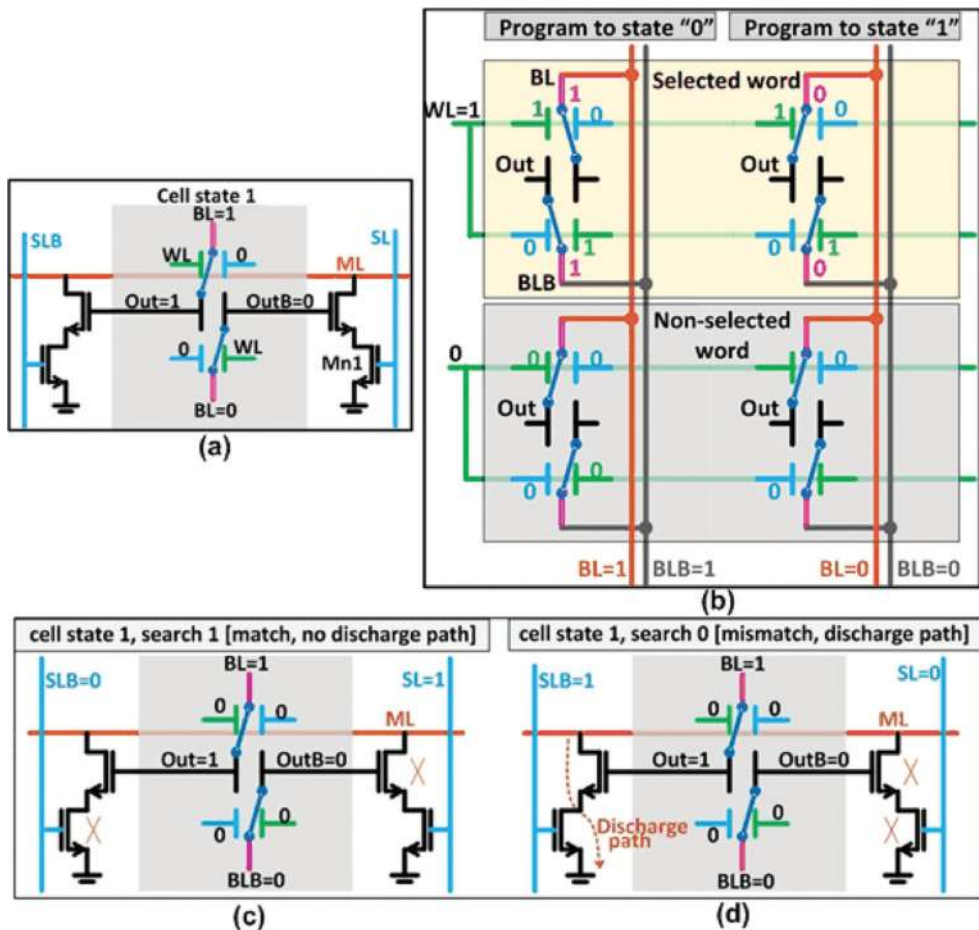 Cell state 1
BL=1
SLB
SL
WL
0
ML
Out=1
OutB=0
0
WL
Mn1
BL=0
(a)
Program to state “0”
Program to state “1”
BL
Selected word
1
0
WL=1
1
0
1
0
Out
Out
0
1
0
1
BLB
1
0
Non-selected
word
0
0
0
0
0
Out
Out
0
0
0
0
BL=1
BLB=1
BL=0
BLB=0
(b)
cell state 1, search 1 [match, no discharge path]
BL=1
SLB=0
SL=1
0
0
ML
Out=1
OutB=0
X
X
0
0
BLB=0
(c)
cell state 1, search 0 [mismatch, discharge path]
BL=1
SLB=1
SL=0
0
0
ML
Out=1
OutB=0
X
0
0
Discharge
path
BLB=0
(d)